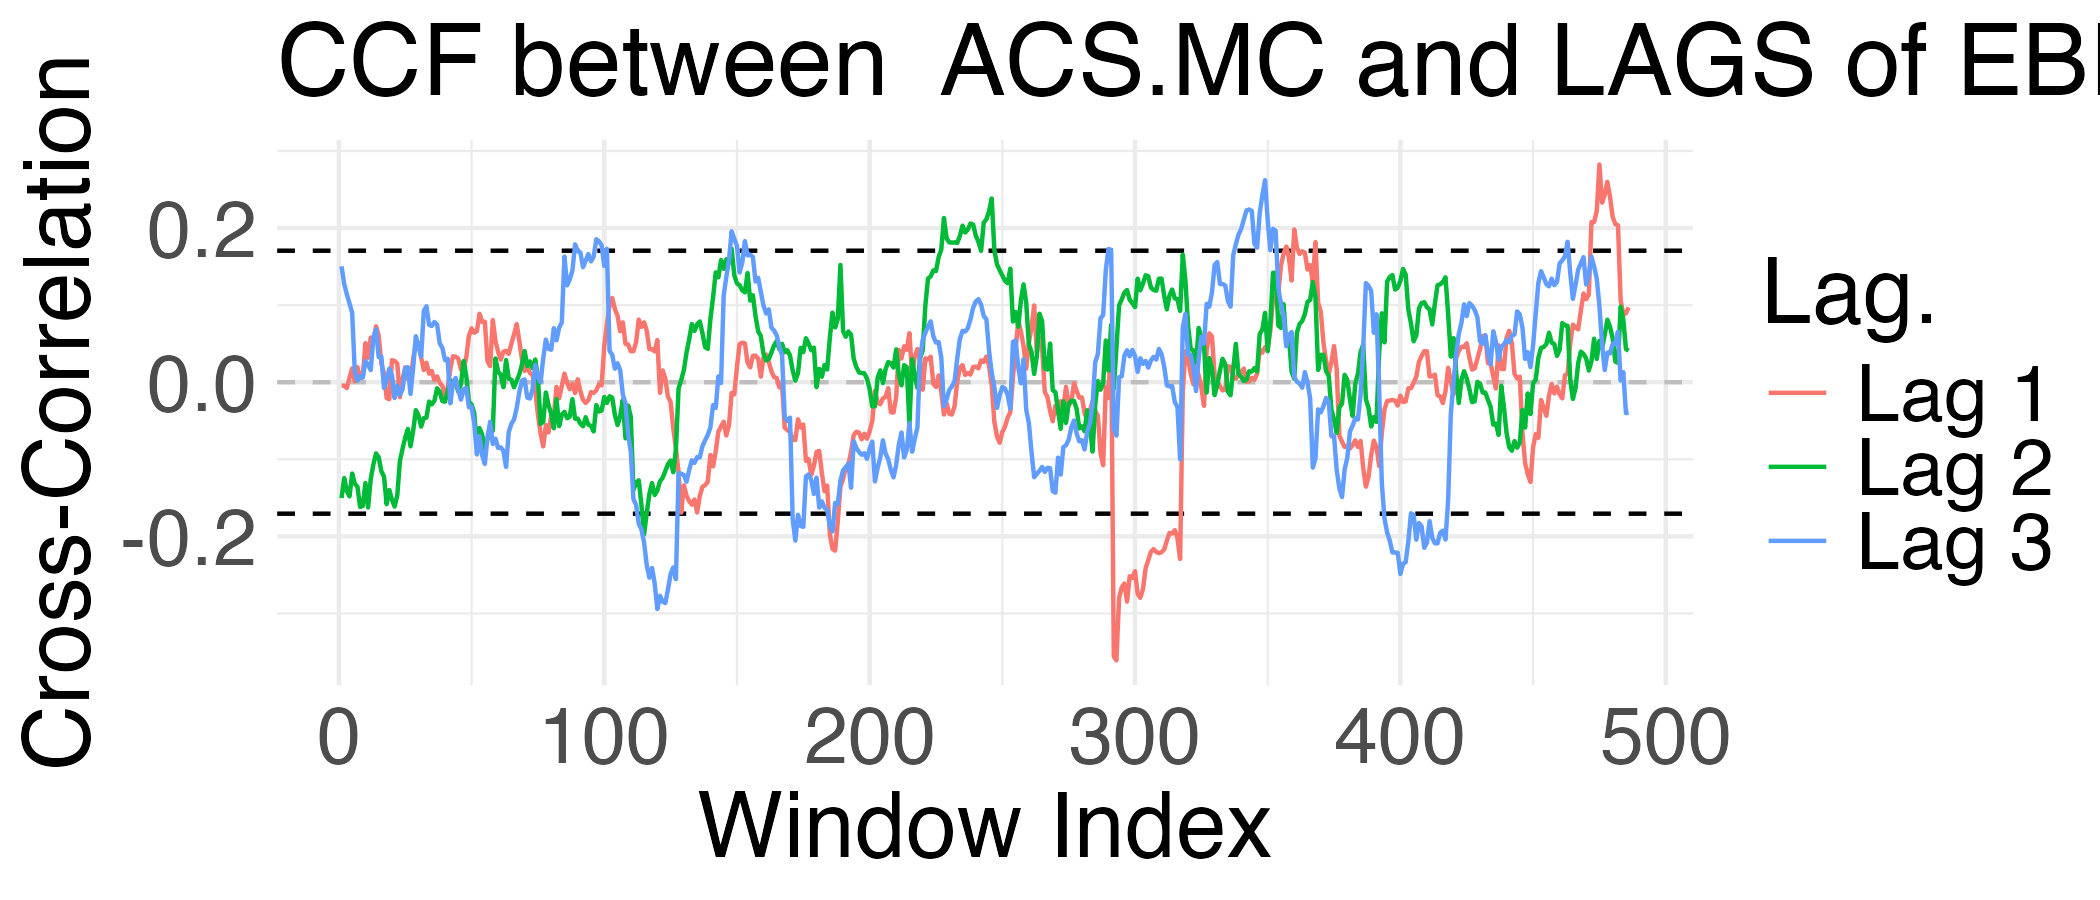 CCF between  ACS.MC and LAGS of
Cross-Correlation
0.2
0.0
-0.2
0 100 200 300 400 500
Window Index
Lag.
Lag 1
Lag 2
Lag 3